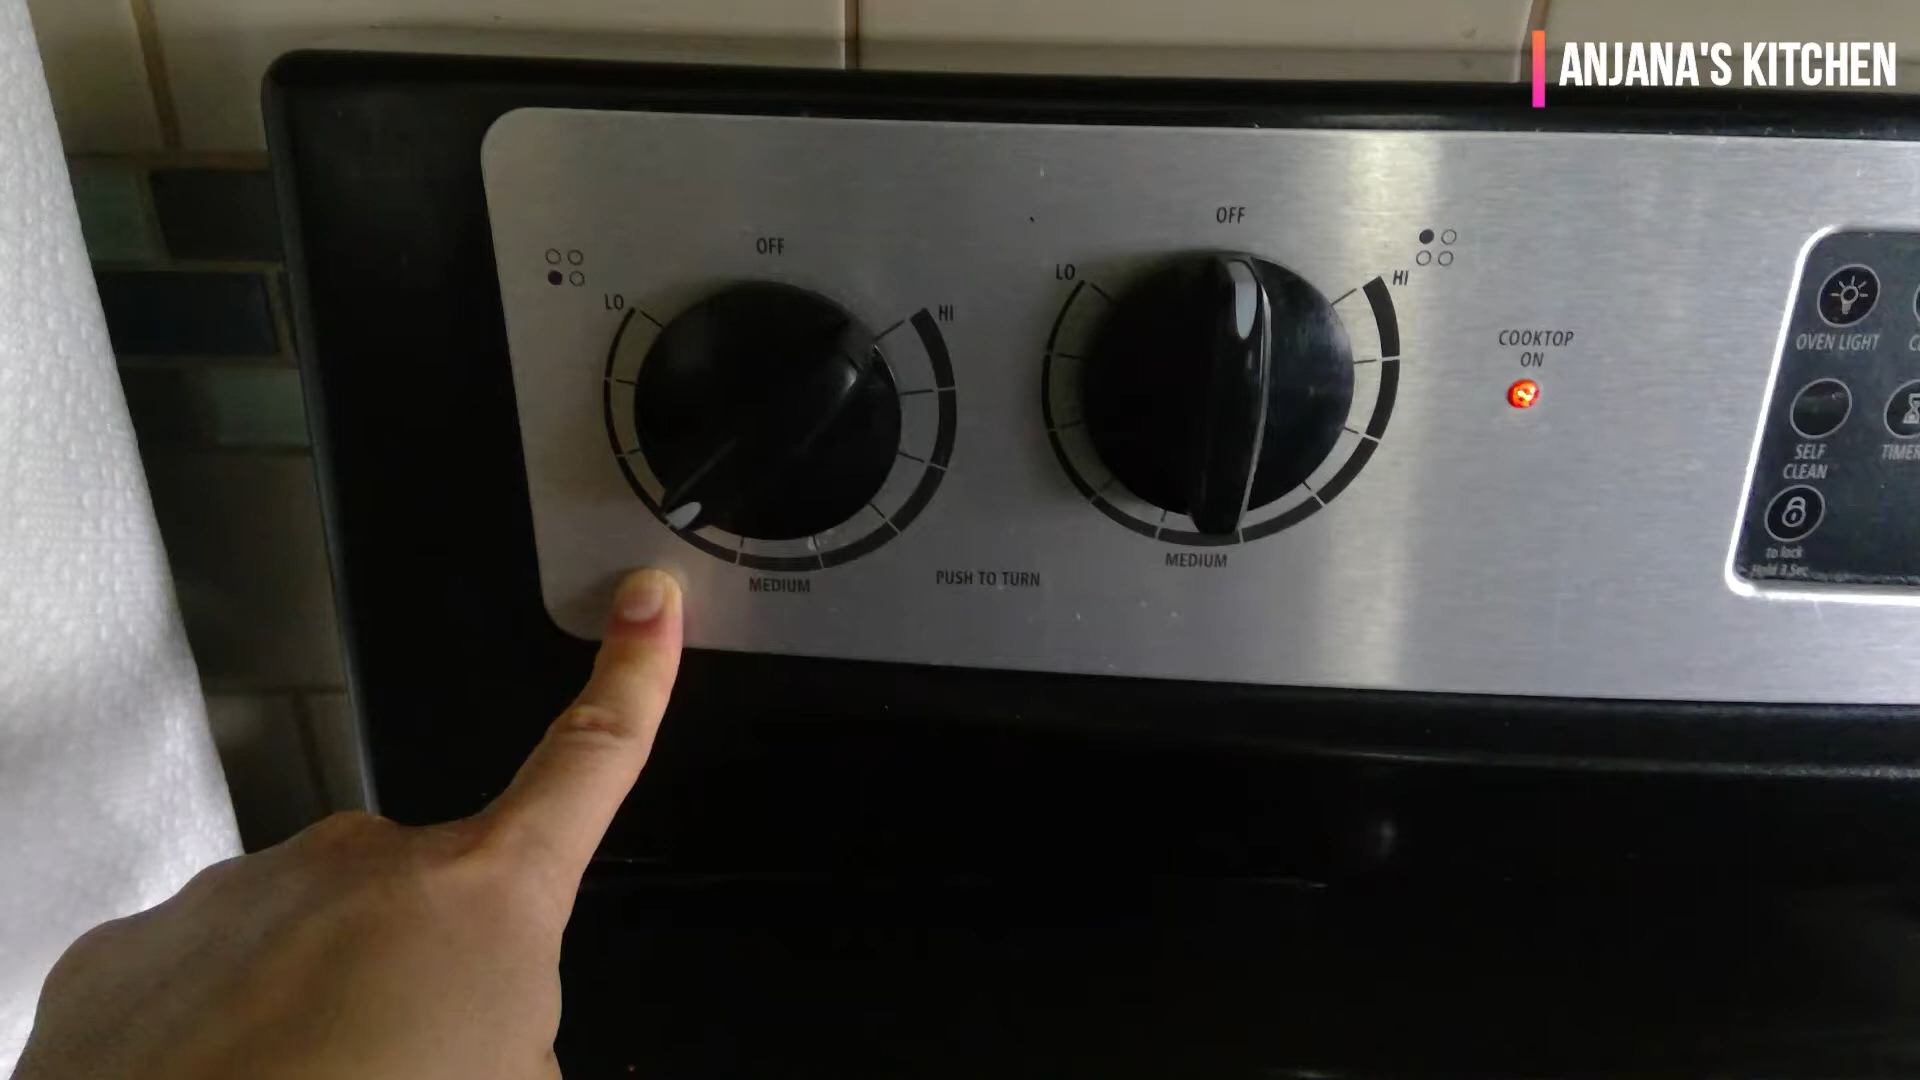 ANJANA'S KITCHEN
OFF
LO
HI
MEDIUM
PUSH TO TURN
OFF
LO
HI
MEDIUM
COOKTOP
ON
OVEN LIGHT
SELF
CLEAN
TIMER
to lock
Hold 3 Sec